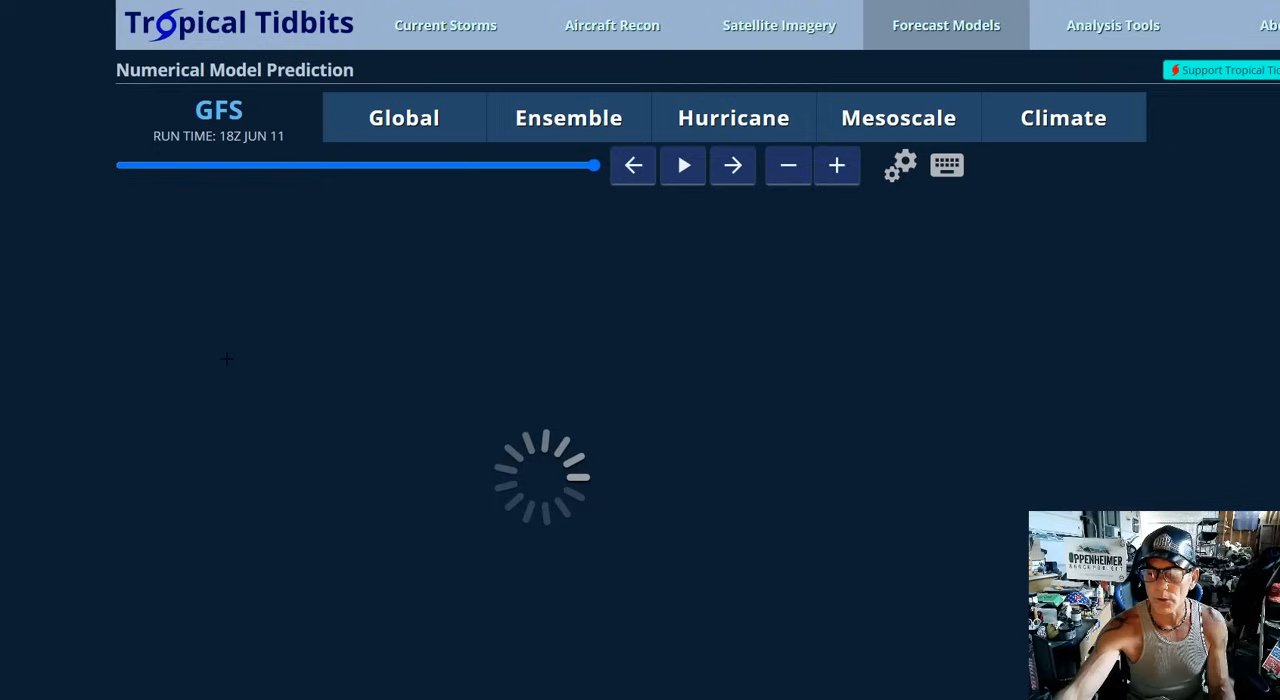 Tropical Tidbits
Current Storms
Aircraft Recon
Satellite Imagery
Forecast Models
Analysis Tools
Numerical Model Prediction
Support Tropical
GFS
RUN TIME: 18Z JUN 11
Global
Ensemble
Hurricane
Mesoscale
Climate
OPPENHEIMER